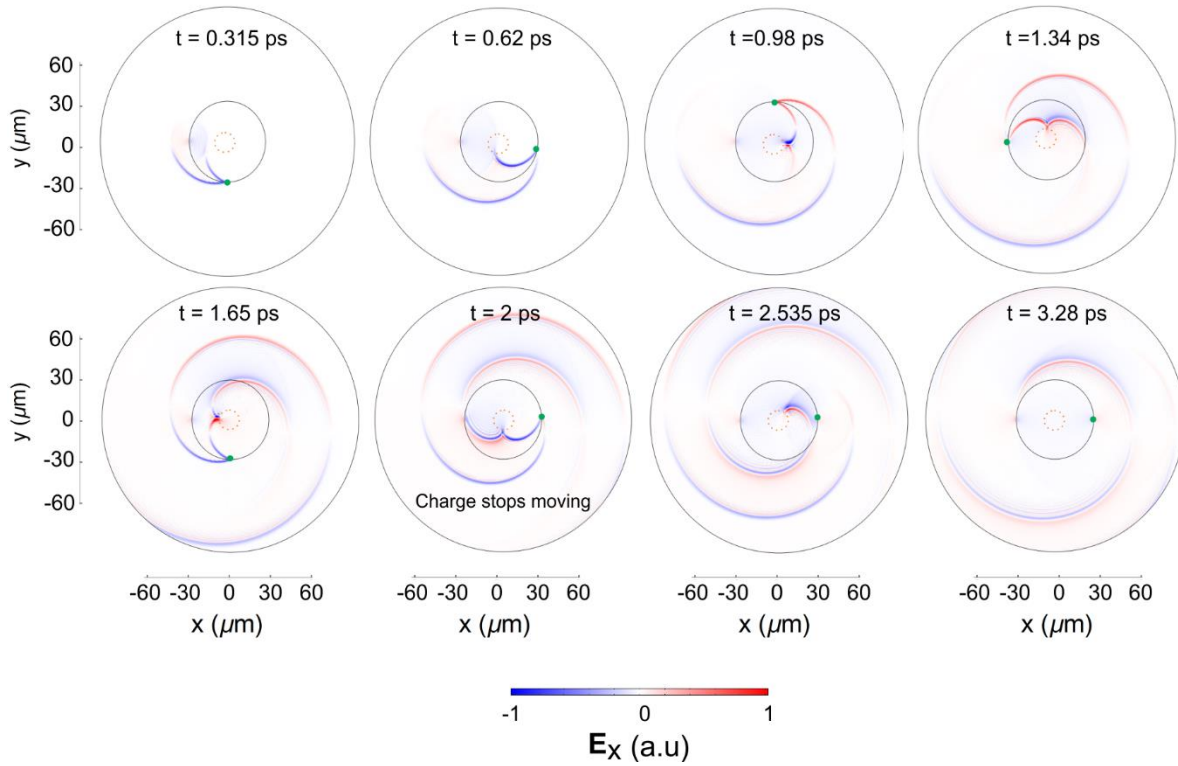 t = 0.315 ps
t = 0.62 ps
t =0.98 ps
t =1.34 ps
60
30
0
-30
-60
y (µm)
t = 1.65 ps
t = 2 ps
t = 2.535 ps
t = 3.28 ps
60
30
0
-30
-60
y (µm)
Charge stops moving
-60 -30 0 30 60
-60 -30 0 30 60
-60 -30 0 30 60
-60 -30 0 30 60
x (µm)
x (µm)
x (µm)
x (µm)
-1 0 1
Ex (a.u)